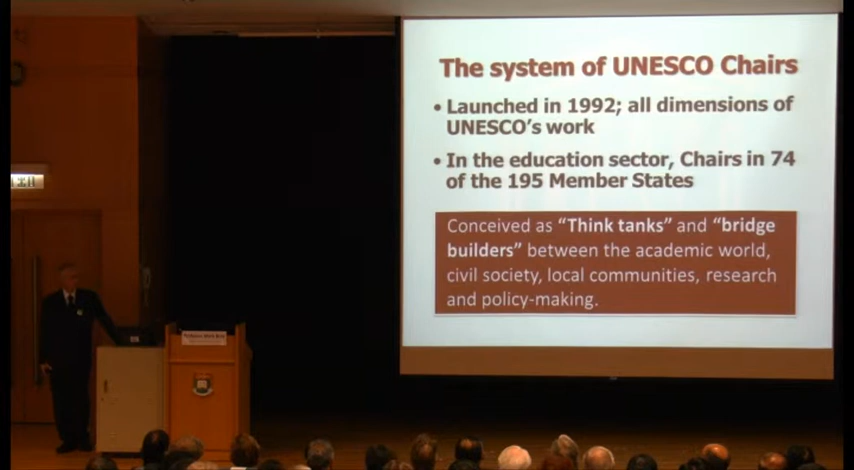 The system of UNESCO Chairs
• Launched in 1992; all dimensions of
UNESCO's work
• In the education sector, Chairs in 74
of the 195 Member States
Conceived as "Think tanks" and "bridge
builders" between the academic world,
civil society, local communities, research
and policy-making.